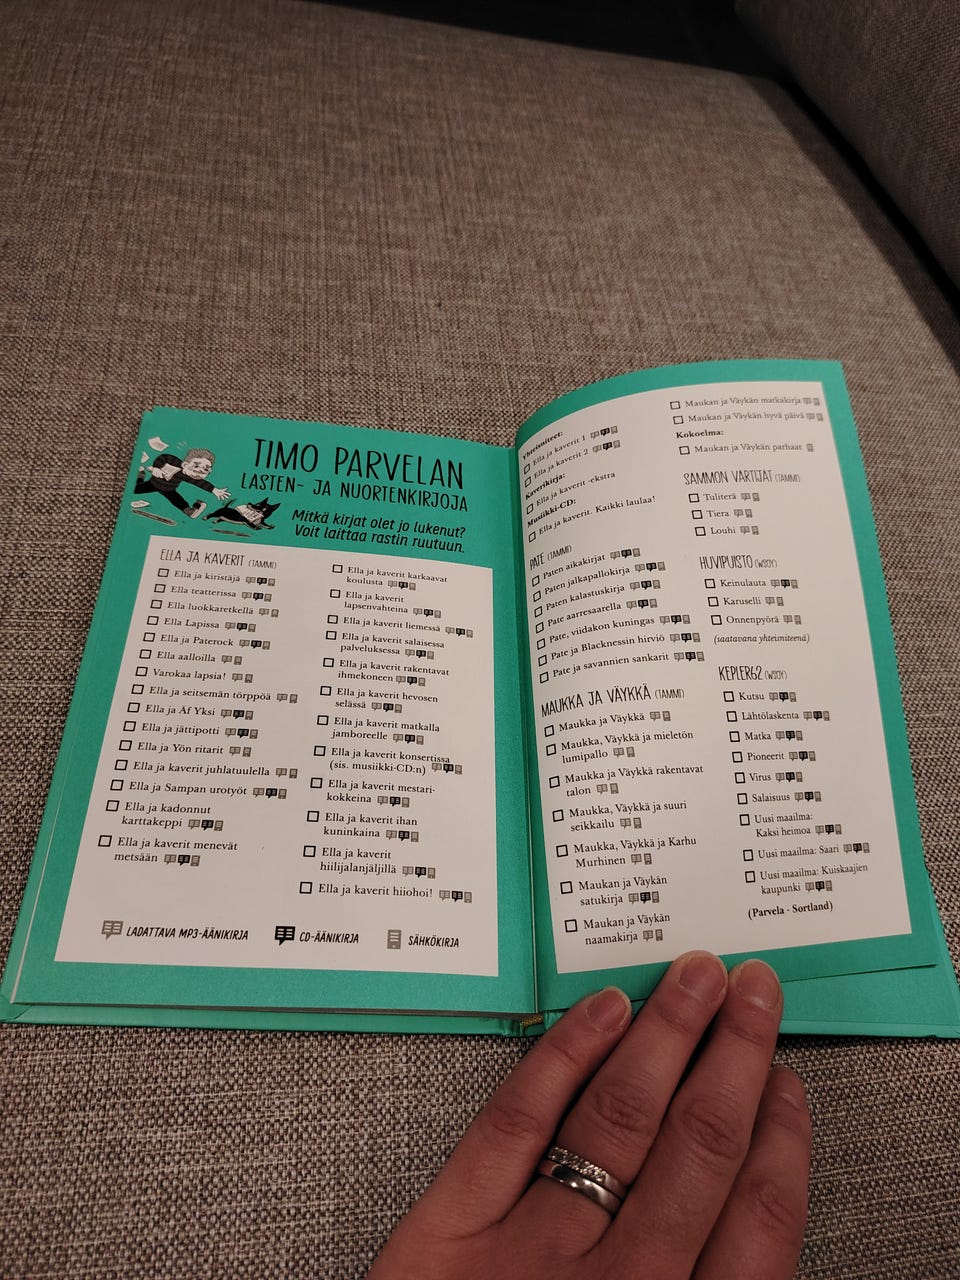 TIMO PARVELAN
LASTEN- JA NUORTENKIRJOJA
Mitkä kirjat olet jo lukenut?
Voit laittaa rastin ruutuun.
ELLA JA KAVERIT (TAMMI)
Ella ja kiristäjä
Ella teatterissa
Ella luokkaretkellä
Ella Lapissa
Ella ja Paterock
Ella aalloilla
Varokaa lapsia!
Ella ja seitsemän törppöä
Ella ja Äf Yksi
Ella ja jättipotti
Ella ja Yön ritarit
Ella ja kaverit juhlatuulella
Ella ja Sampan urotyöt
Ella ja kadonnut
karttakeppi
Ella ja kaverit menevät
metsään
Ella ja kaverit karkaavat
koulusta
Ella ja kaverit
lapsenvahteina
Ella ja kaverit liemessä
Ella ja kaverit salaisessa
palveluksessa
Ella ja kaverit rakentavat
ihmekoneen
Ella ja kaverit hevosen
selässä
Ella ja kaverit matkalla
jamboreelle
Ella ja kaverit konsertissa
(sis. musiikki-CD:n)
Ella ja kaverit mestari-
kokkeina
Ella ja kaverit ihan
kuninkaina
Ella ja kaverit
hiilijalanjäljillä
Ella ja kaverit hiiohoi!
LADATTAVA MP3-ÄÄNIKIRJA
CD-ÄÄNIKIRJA
SÄHKÖKIRJA
Yhteisniteet:
Ella ja kaverit 1
Ella ja kaverit 2
Kaverikirja:
Ella ja kaverit -ekstra
Musiikki-CD:
Ella ja kaverit. Kaikki laulaa!
PATE (TAMMI)
Paten aikakirjat
Paten jalkapallokirja
Paten kalastuskirja
Pate aarresaarella
Pate, viidakon kuningas
Pate ja Blacknessin hirviö
Pate ja savannien sankarit
MAUKKA JA VÄYKKÄ (TAMMI)
Maukka ja Väykkä
Maukka, Väykkä ja mieletön
lumipallo
Maukka ja Väykkä rakentavat
talon
Maukka, Väykkä ja suuri
seikkailu
Maukka, Väykkä ja Karhu
Murhinen
Maukan ja Väykän
satukirja
Maukan ja Väykän
naamakirja
Maukan ja Väykän matkakirja
Maukan ja Väykän hyvä päivä
Kokoelma:
Maukan ja Väykän parhaat
SAMMON VARTIJAT (TAMMI)
Tuliterä
Tiera
Louhi
HUVIPUISTO (WSOY)
Keinulauta
Karuselli
Onnenpyörä
(saatavana yhteisniteenä)
KEPLER62 (WSOY)
Kutsu
Lähtölaskenta
Matka
Pioneerit
Virus
Salaisuus
Uusi maailma:
Kaksi heimoa
Uusi maailma: Saari
Uusi maailma: Kuiskaajien
kaupunki
(Parvela - Sortland)